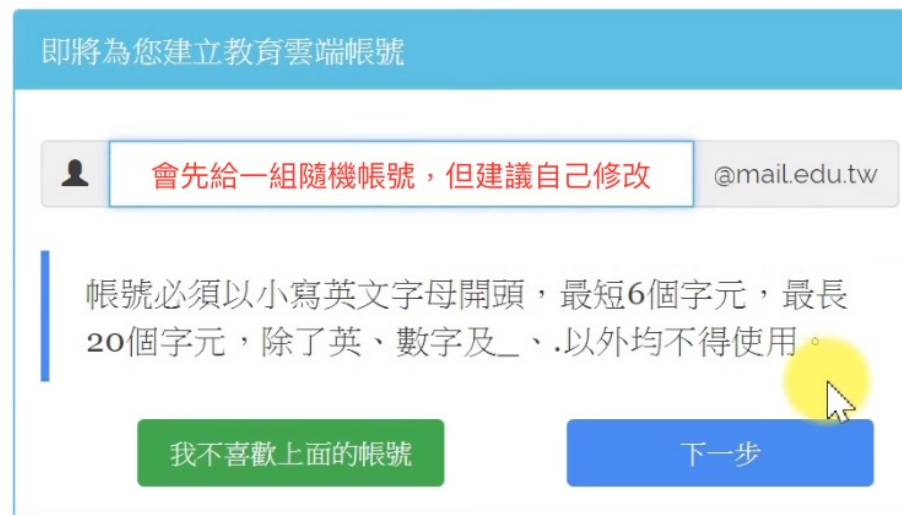 即將為您建立教育雲端帳號
會先給一組隨機帳號,但建議自己修改 @mail.edu.tw
帳號必須以小寫英文字母開頭,最短6個字元,最長
20個字元,除了英、數字及_、.以外均不得使用。
我不喜歡上面的帳號 下一步